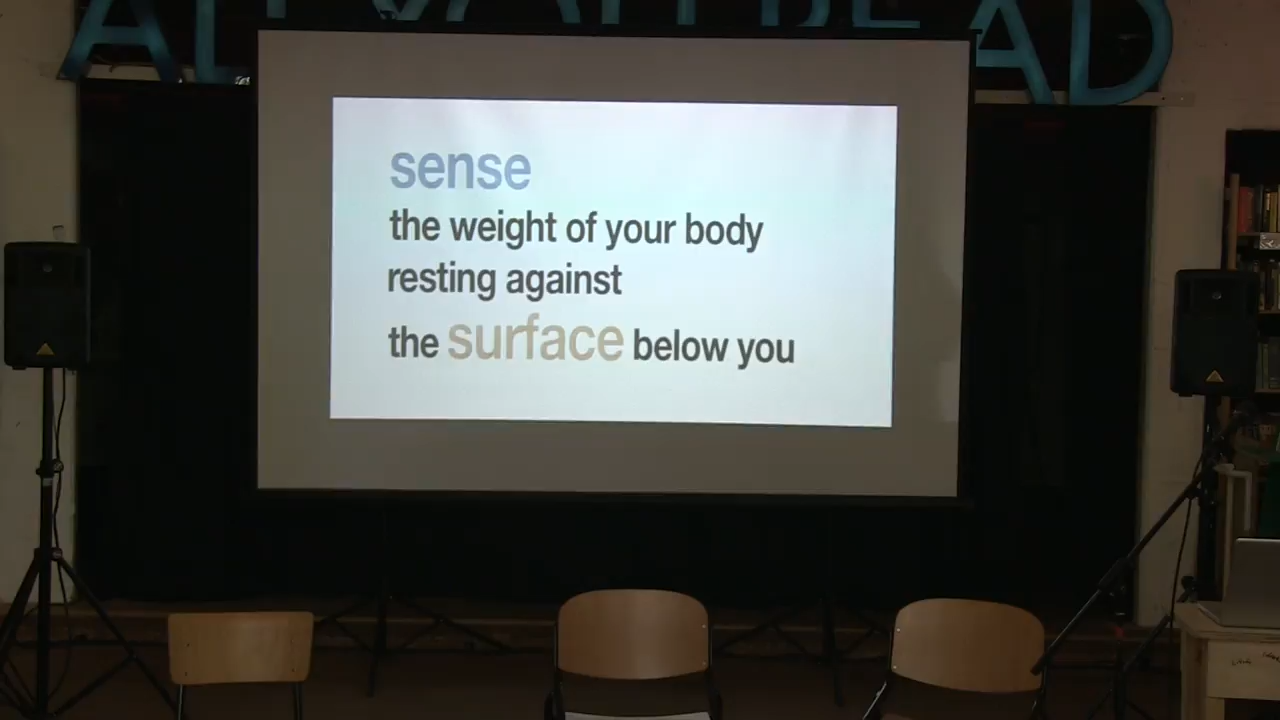 sense
the weight of your body
resting against
the surface below you